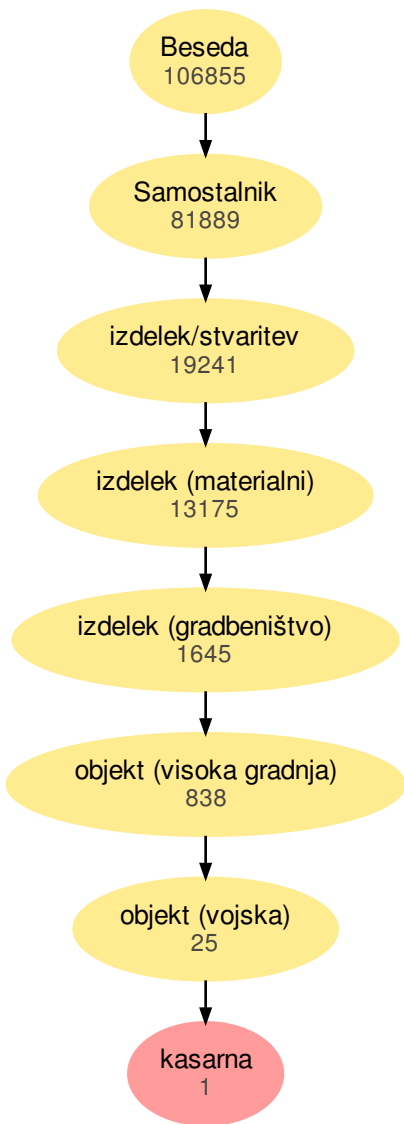 Beseda
106855
Samostalnik
81889
izdelek/stvaritev
19241
izdelek (materialni)
13175
izdelek (gradbeništvo)
1645
objekt (visoka gradnja)
838
objekt (vojska)
25
kasarna
1